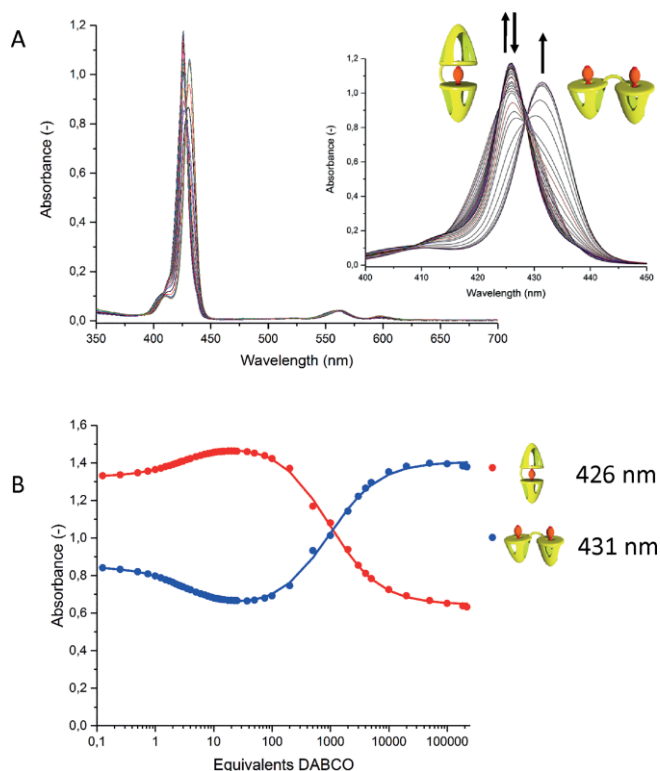 A
Absorbance (-)
1,2
1,0
0,8
0,6
0,4
0,2
0,0
350 400 450 500 550 600 650 700
Wavelength (nm)
Absorbance (-)
1,2
1,0
0,8
0,6
0,4
0,2
0,0
400 410 420 430 440 450
Wavelength (nm)
B
Absorbance (-)
1,6
1,4
1,2
1,0
0,8
0,6
0,4
0,2
0,0
0,1 1 10 100 1000 10000 100000
Equivalents DABCO
426 nm
431 nm